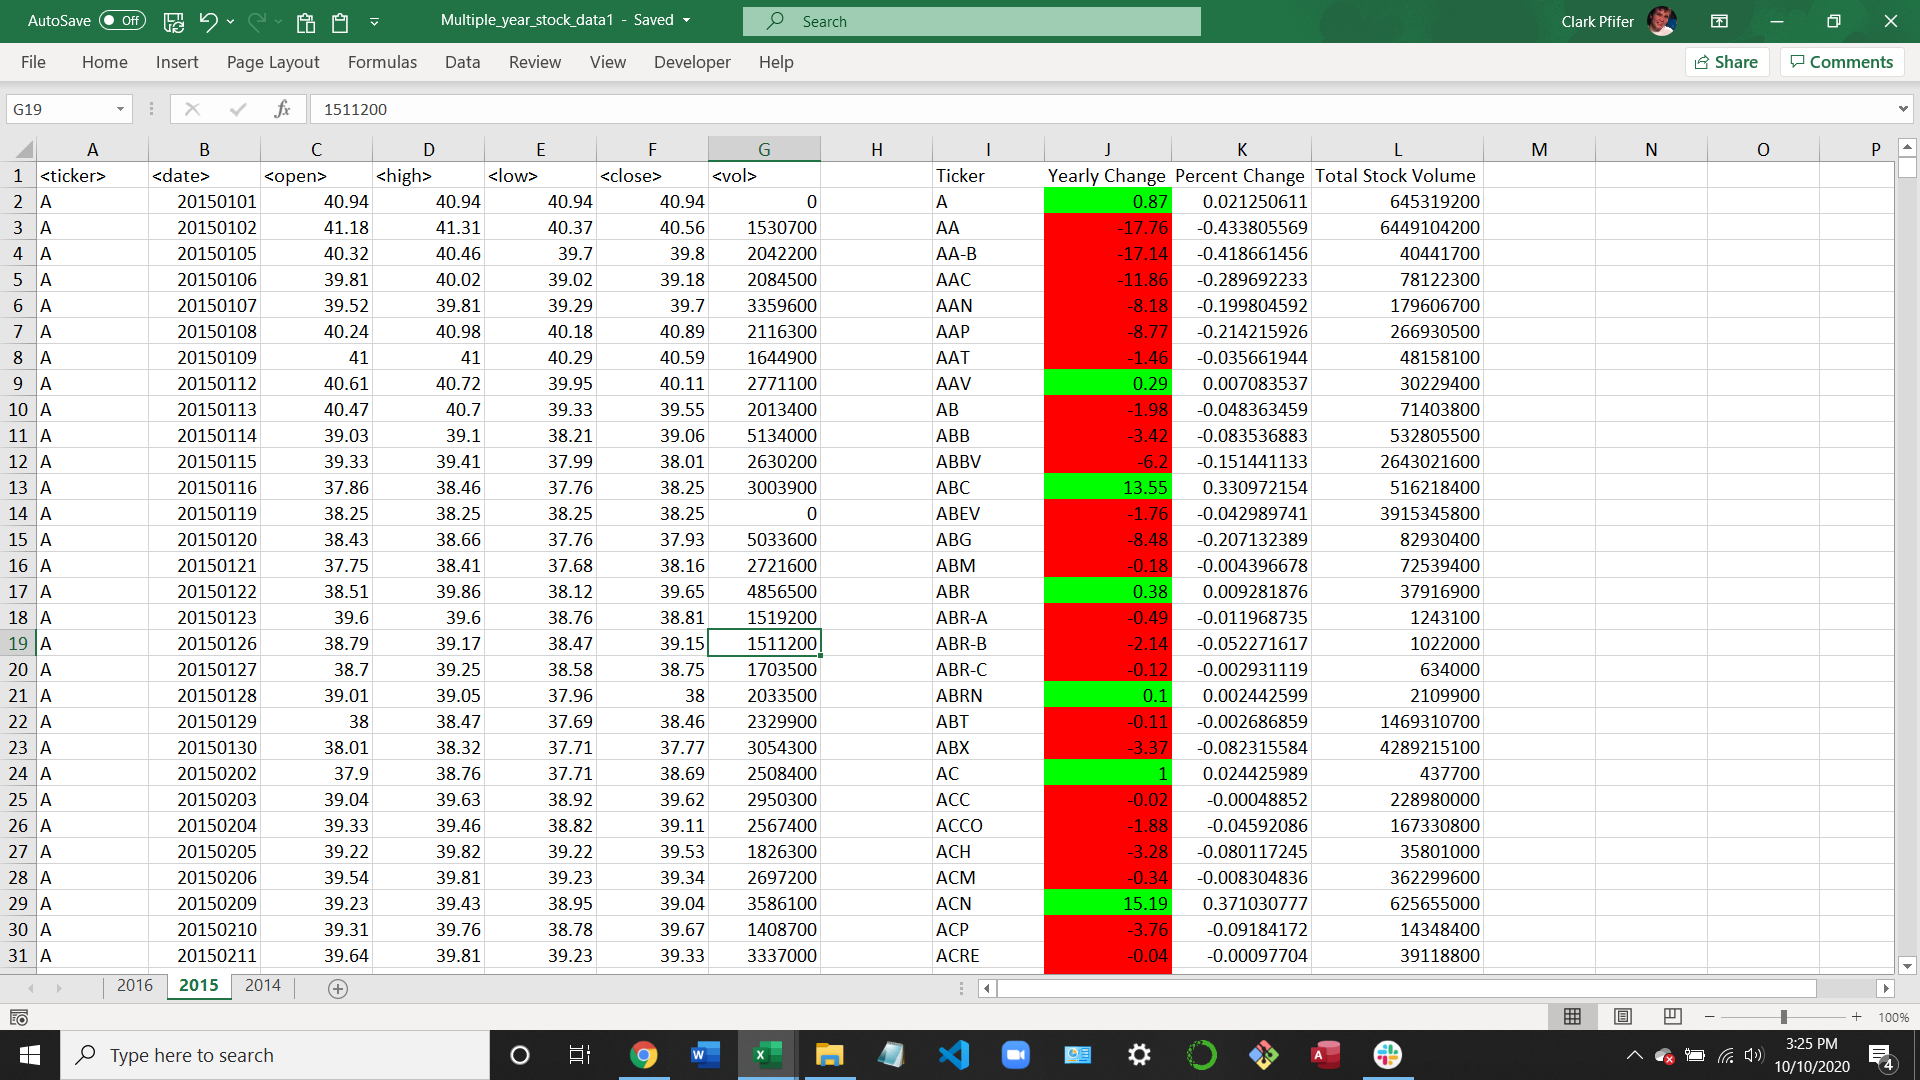 AutoSave Off Multiple_year_stock_data1 - Saved Search Clark Pfifer
File Home Insert Page Layout Formulas Data Review View Developer Help Share Comments
G19 fx 1511200
A B C D E F G H I J K L M N O P
1 <ticker> <date> <open> <high> <low> <close> <vol> Ticker Yearly Change Percent Change Total Stock Volume
2 A 20150101 40.94 40.94 40.94 40.94 0 A 0.87 0.021250611 645319200
3 A 20150102 41.18 41.31 40.37 40.56 1530700 AA -17.76 -0.433805569 6449104200
4 A 20150105 40.32 40.46 39.7 39.8 2042200 AA-B -17.14 -0.418661456 40441700
5 A 20150106 39.81 40.02 39.02 39.18 2084500 AAC -11.86 -0.289692233 78122300
6 A 20150107 39.52 39.81 39.29 39.7 3359600 AAN -8.18 -0.199804592 179606700
7 A 20150108 40.24 40.98 40.18 40.89 2116300 AAP -8.77 -0.214215926 266930500
8 A 20150109 41 41 40.29 40.59 1644900 AAT -1.46 -0.035661944 48158100
9 A 20150112 40.61 40.72 39.95 40.11 2771100 AAV 0.29 0.007083537 30229400
10 A 20150113 40.47 40.7 39.33 39.55 2013400 AB -1.98 -0.048363459 71403800
11 A 20150114 39.03 39.1 38.21 39.06 5134000 ABB -3.42 -0.083536883 532805500
12 A 20150115 39.33 39.41 37.99 38.01 2630200 ABBV -6.2 -0.151441133 2643021600
13 A 20150116 37.86 38.46 37.76 38.25 3003900 ABC 13.55 0.330972154 516218400
14 A 20150119 38.25 38.25 38.25 38.25 0 ABEV -1.76 -0.042989741 3915345800
15 A 20150120 38.43 38.66 37.76 37.93 5033600 ABG -8.48 -0.207132389 82930400
16 A 20150121 37.75 38.41 37.68 38.16 2721600 ABM -0.18 -0.004396678 72539400
17 A 20150122 38.51 39.86 38.12 39.65 4856500 ABR 0.38 0.009281876 37916900
18 A 20150123 39.6 39.6 38.76 38.81 1519200 ABR-A -0.49 -0.011968735 1243100
19 A 20150126 38.79 39.17 38.47 39.15 1511200 ABR-B -2.14 -0.052271617 1022000
20 A 20150127 38.7 39.25 38.58 38.75 1703500 ABR-C -0.12 -0.002931119 634000
21 A 20150128 39.01 39.05 37.96 38 2033500 ABRN 0.1 0.002442599 2109900
22 A 20150129 38 38.47 37.69 38.46 2329900 ABT -0.11 -0.002686859 1469310700
23 A 20150130 38.01 38.32 37.71 37.77 3054300 ABX -3.37 -0.082315584 4289215100
24 A 20150202 37.9 38.76 37.71 38.69 2508400 AC 1 0.024425989 437700
25 A 20150203 39.04 39.63 38.92 39.62 2950300 ACC -0.02 -0.00048852 228980000
26 A 20150204 39.33 39.46 38.82 39.11 2567400 ACCO -1.88 -0.04592086 167330800
27 A 20150205 39.22 39.82 39.22 39.53 1826300 ACH -3.28 -0.080117245 35801000
28 A 20150206 39.54 39.81 39.23 39.34 2697200 ACM -0.34 -0.008304836 362299600
29 A 20150209 39.23 39.43 38.95 39.04 3586100 ACN 15.19 0.371030777 625655000
30 A 20150210 39.31 39.76 38.78 39.67 1408700 ACP -3.76 -0.09184172 14348400
31 A 20150211 39.64 39.81 39.23 39.33 3337000 ACRE -0.04 -0.00097704 39118800
2016 2015 2014
100%
Type here to search 3:25 PM
10/10/2020 4